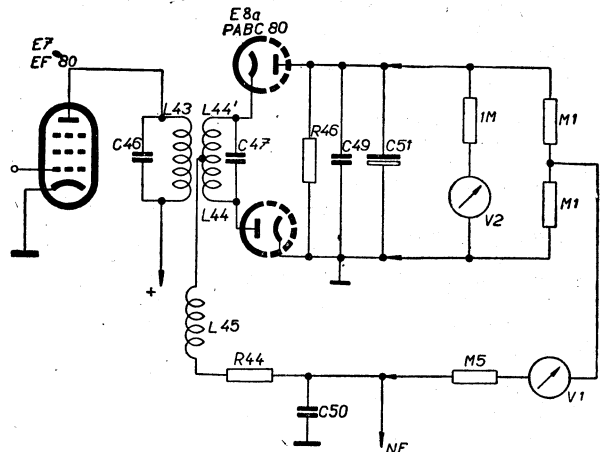 E8a
PABC 80
E7
EF 80
L43
L44'
C46
C47
R46
C49
C51
1M
M1
M1
V2
L44
+
L45
R44
M5
V1
C50
NF